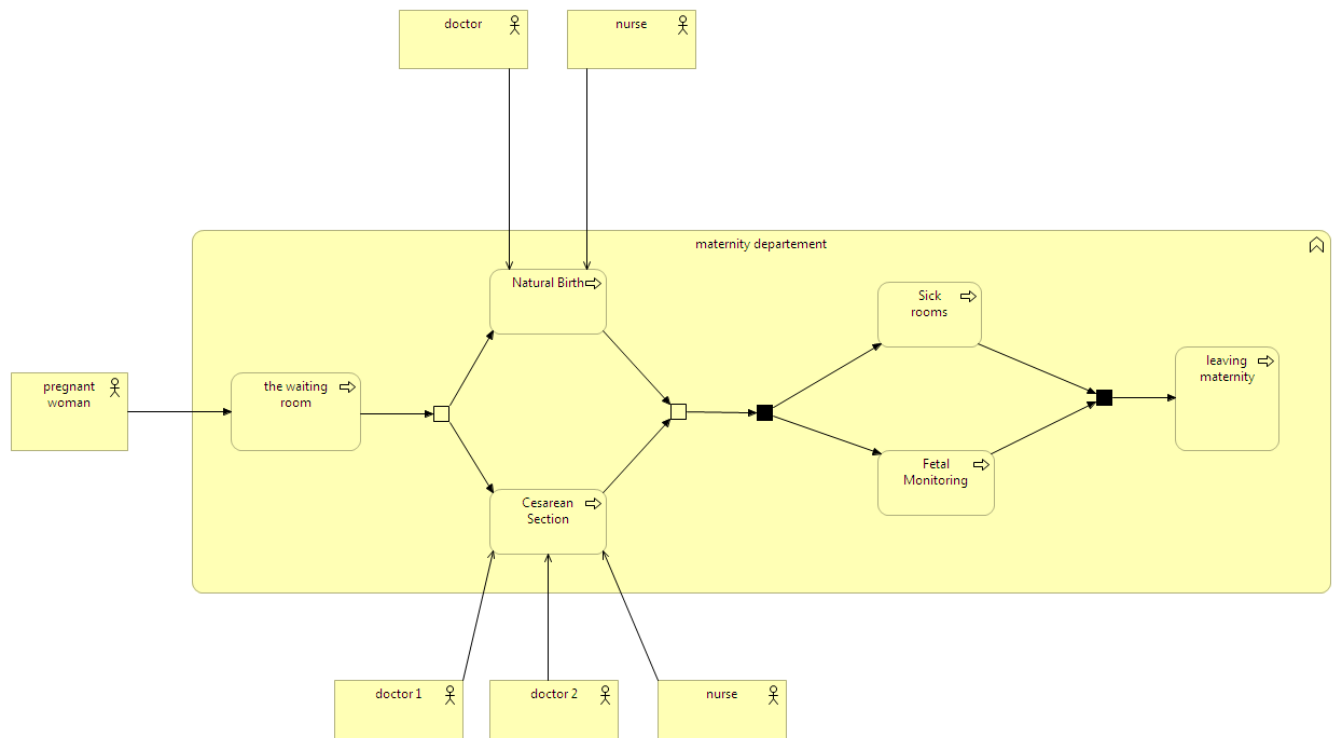 doctor
nurse
maternity departement
Natural Birth
Sick
rooms
leaving
maternity
pregnant
woman
the waiting
room
Fetal
Monitoring
Cesarean
Section
doctor 1
doctor 2
nurse